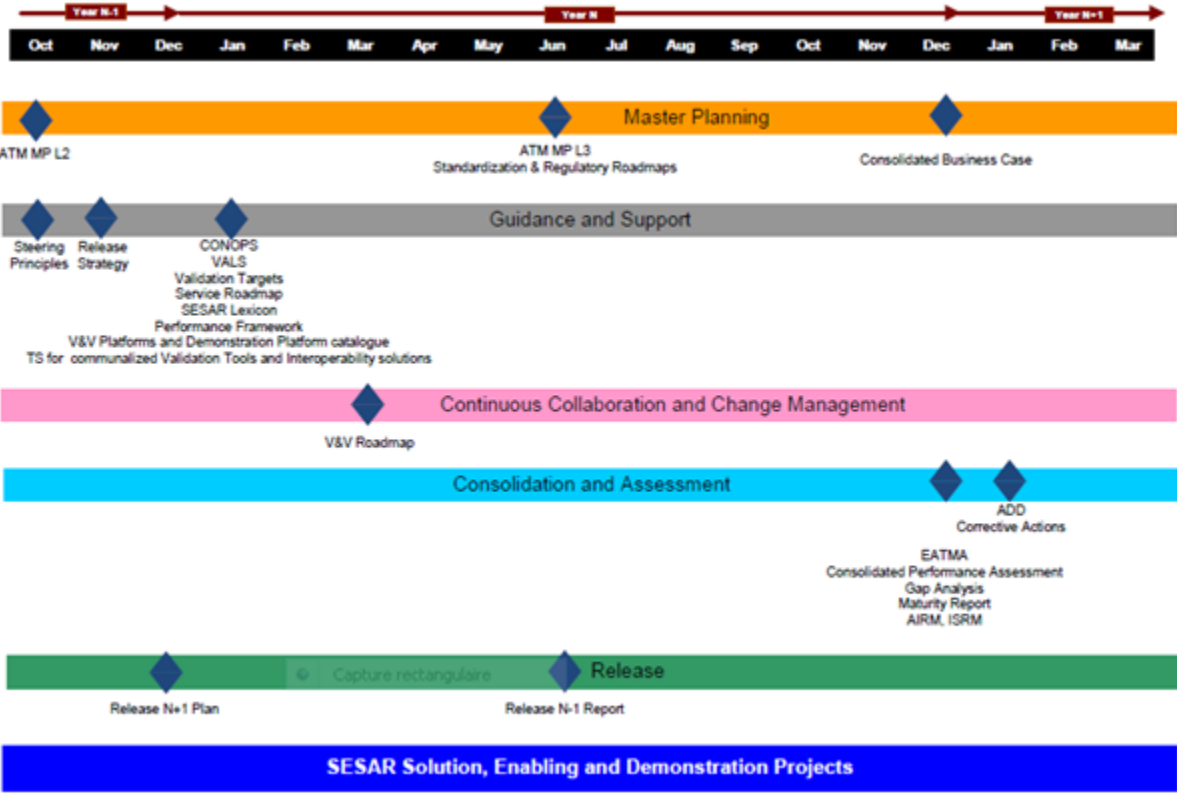 Year N-1 Year N Year N+1
Oct Nov Dec Jan Feb Mar Apr May Jun Jul Aug Sep Oct Nov Dec Jan Feb Mar
Master Planning
ATM MP L2
ATM MP L3
Standardization & Regulatory Roadmaps
Consolidated Business Case
Guidance and Support
Steering
Principles
Release
Strategy
CONOPS
VALS
Validation Targets
Service Roadmap
SESAR Lexicon
Performance Framework
V&V Platforms and Demonstration Platform catalogue
TS for communalized Validation Tools and Interoperability solutions
Continuous Collaboration and Change Management
V&V Roadmap
Consolidation and Assessment
ADD
Corrective Actions
EATMA
Consolidated Performance Assessment
Gap Analysis
Maturity Report
AIRM, ISRM
Capture rectangulaire
Release
Release N+1 Plan
Release N-1 Report
SESAR Solution, Enabling and Demonstration Projects